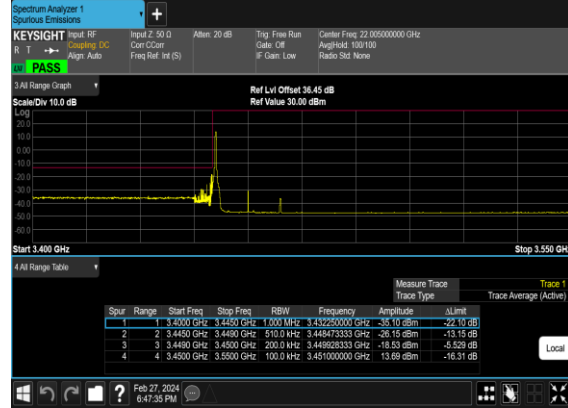 Spectrum Analyzer 1
Spurious Emissions
+
KEYSIGHT Input: RF Input Z: 50 Ω Atten: 20 dB Trig: Free Run Center Freq: 22.005000000 GHz
R T Coupling: DC Corr CCorr Gate: Off Avg|Hold: 100/100
Align: Auto Freq Ref: Int (S) IF Gain: Low Radio Std: None
PASS
3 All Range Graph
Ref Lvl Offset 36.45 dB
Scale/Div 10.0 dB Ref Value 30.00 dBm
Log
20.0
10.0
0.00
-10.0
-20.0
-30.0
-40.0
-50.0
-60.0
Start 3.400 GHz Stop 3.550 GHz
4 All Range Table
Measure Trace Trace 1
Trace Type Trace Average (Active)
Spur Range Start Freq Stop Freq RBW Frequency Amplitude ΔLimit
1 1 3.4000 GHz 3.4450 GHz 1.000 MHz 3.432250000 GHz -35.10 dBm -22.10 dB
2 2 3.4450 GHz 3.4490 GHz 510.0 kHz 3.448473333 GHz -26.15 dBm -13.15 dB
3 3 3.4490 GHz 3.4500 GHz 200.0 kHz 3.449928333 GHz -18.53 dBm -5.529 dB
4 4 3.4500 GHz 3.5500 GHz 100.0 kHz 3.451000000 GHz 13.69 dBm -16.31 dB
Local
? Feb 27, 2024
6:47:35 PM